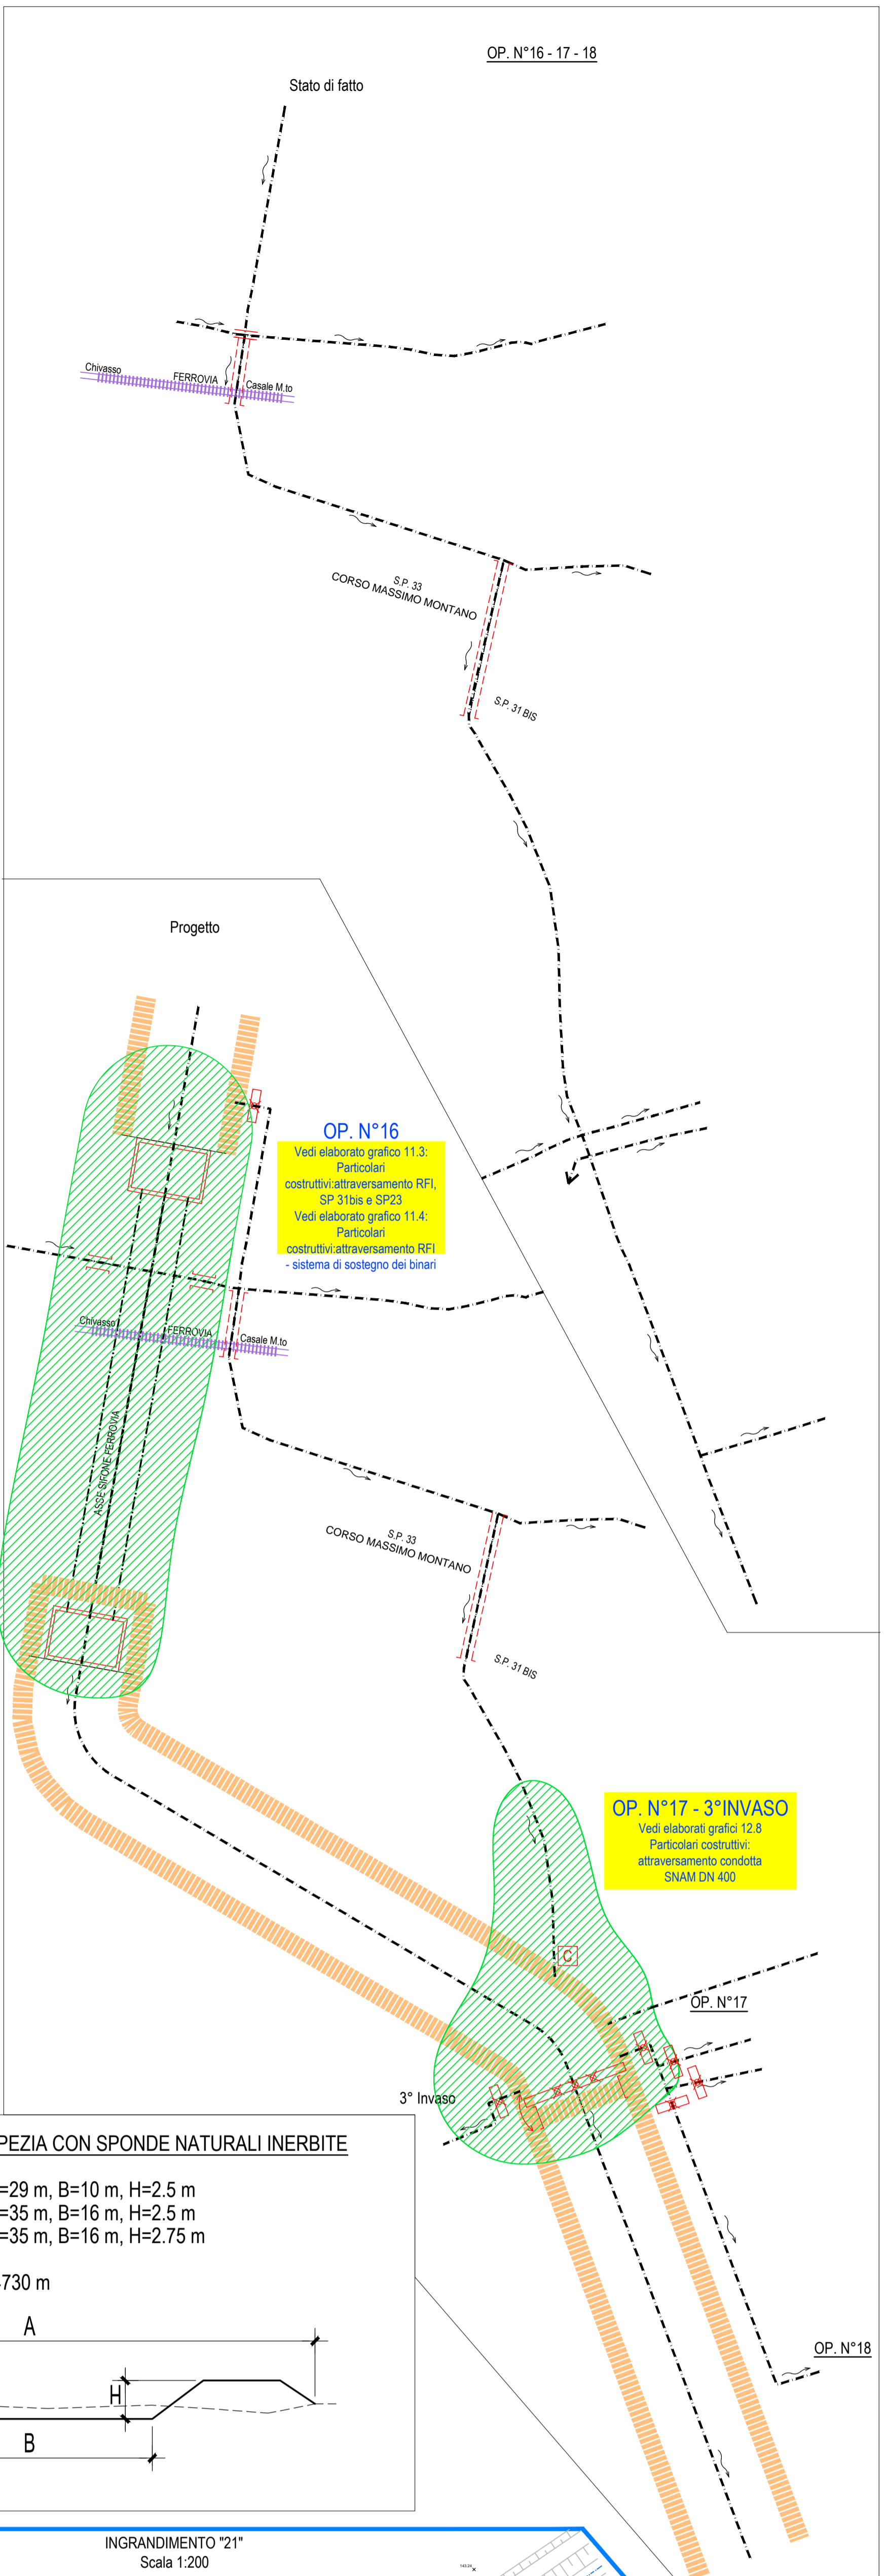 OP. N°16 - 17 - 18
Stato di fatto
Chivasso
FERROVIA
Casale M.to
S.P. 33
CORSO MASSIMO MONTANO
S.P. 31 BIS
Progetto
OP. N°16
Vedi elaborato grafico 11.3:
Particolari
costruttivi:attraversamento RFI,
SP 31bis e SP23
Vedi elaborato grafico 11.4:
Particolari
costruttivi:attraversamento RFI
- sistema di sostegno dei binari
Chivasso
FERROVIA
Casale M.to
ASSE SIFONE FERROVIA
S.P. 33
CORSO MASSIMO MONTANO
S.P. 31 BIS
OP. N°17 - 3°INVASO
Vedi elaborati grafici 12.8
Particolari costruttivi:
attraversamento condotta
SNAM DN 400
C
OP. N°17
3° Invaso
PEZIA CON SPONDE NATURALI INERBITE
=29 m, B=10 m, H=2.5 m
=35 m, B=16 m, H=2.5 m
=35 m, B=16 m, H=2.75 m
730 m
A
H
B
OP. N°18
INGRANDIMENTO "21"
Scala 1:200